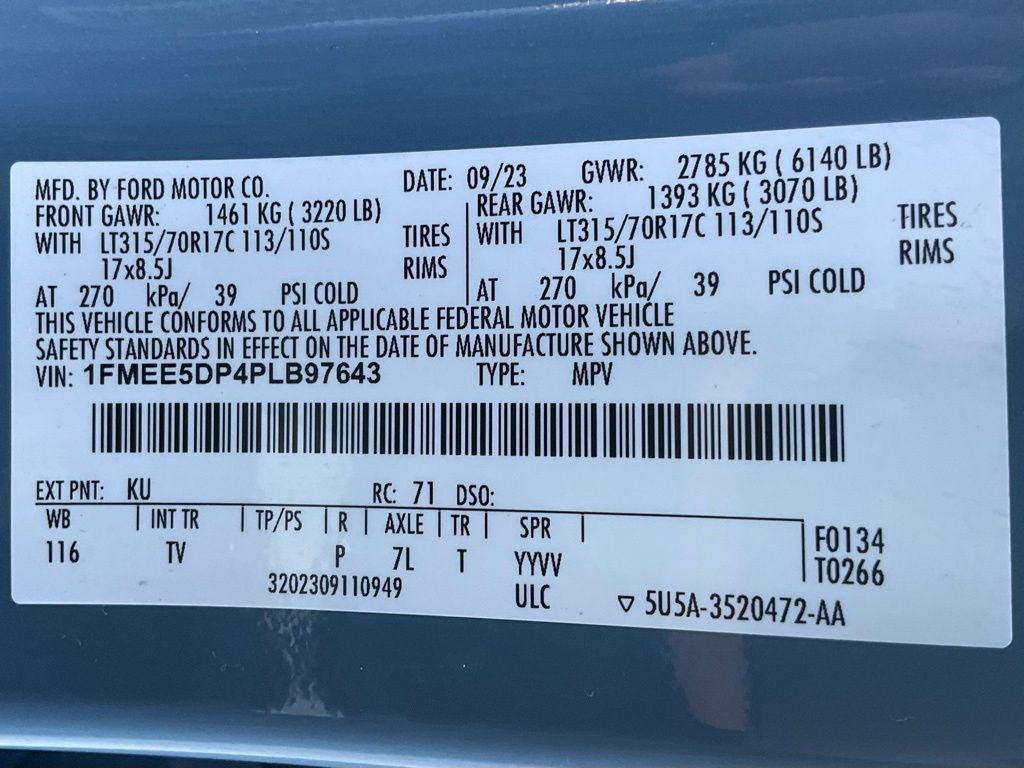 MFD. BY FORD MOTOR CO. DATE: 09/23 GVWR: 2785 KG ( 6140 LB)
FRONT GAWR: 1461 KG ( 3220 LB) REAR GAWR: 1393 KG ( 3070 LB)
WITH LT315/70R17C 113/110S TIRES WITH LT315/70R17C 113/110S TIRES
17x8.5J RIMS 17x8.5J RIMS
AT 270 kPa/ 39 PSI COLD AT 270 kPa/ 39 PSI COLD
THIS VEHICLE CONFORMS TO ALL APPLICABLE FEDERAL MOTOR VEHICLE
SAFETY STANDARDS IN EFFECT ON THE DATE OF MANUFACTURE SHOWN ABOVE.
VIN: 1FMEE5DP4PLB97643 TYPE: MPV
EXT PNT: KU RC: 71 DSO:
WB INT TR TP/PS R AXLE TR SPR F0134
116 TV P 7L T YYVV T0266
3202309110949 ULC ▽ 5U5A-3520472-AA